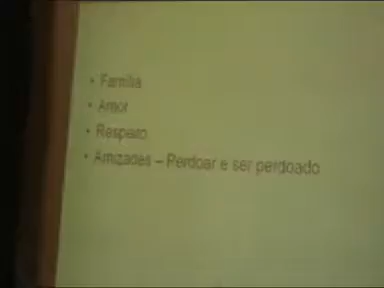 • Família
• Amor
• Respeito
• Amizades – Perdoar e ser perdoado